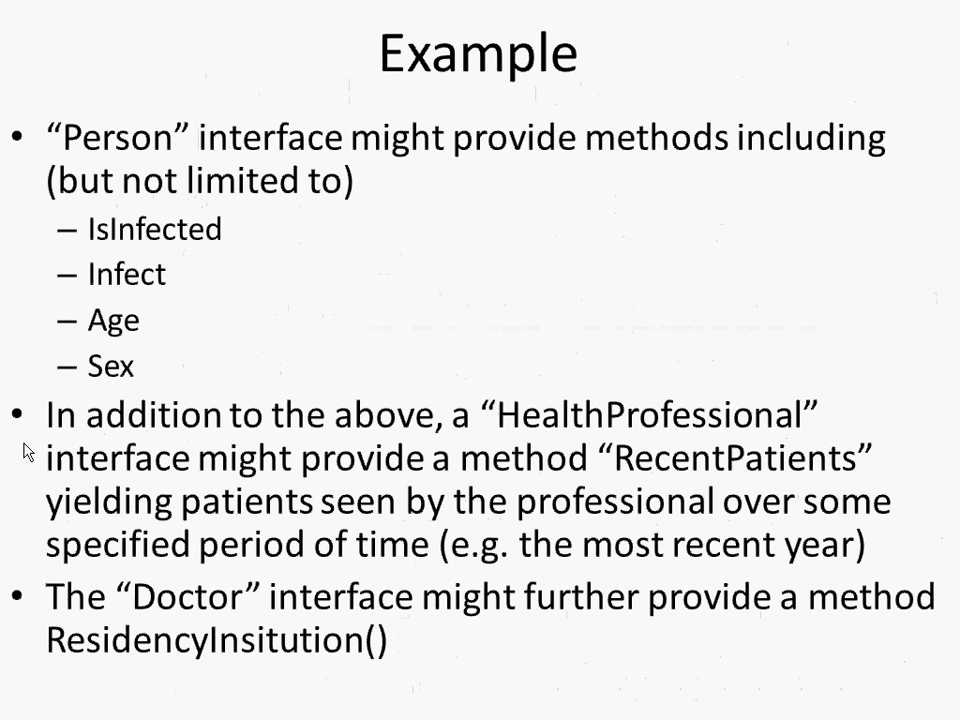 Example
• “Person” interface might provide methods including
(but not limited to)
– IsInfected
– Infect
– Age
– Sex
• In addition to the above, a “HealthProfessional”
interface might provide a method “RecentPatients”
yielding patients seen by the professional over some
specified period of time (e.g. the most recent year)
• The “Doctor” interface might further provide a method
ResidencyInsitution()